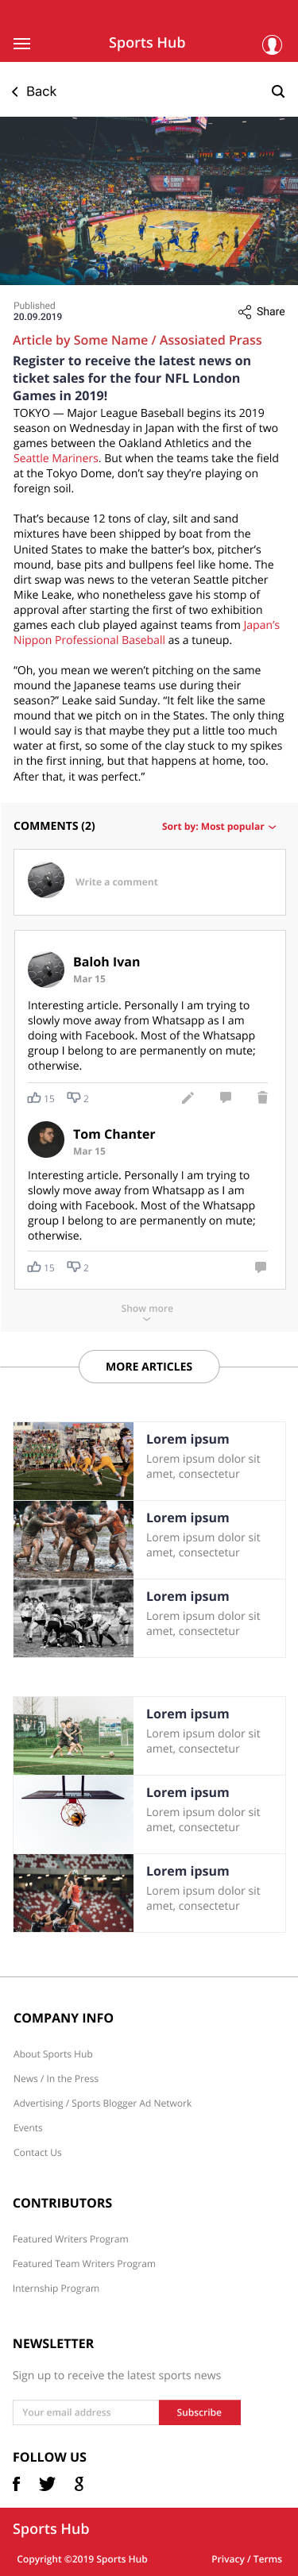 Sports Hub
Back
Published
20.09.2019
Share
Article by Some Name / Assosiated Prass
Register to receive the latest news on
ticket sales for the four NFL London
Games in 2019!
TOKYO — Major League Baseball begins its 2019
season on Wednesday in Japan with the first of two
games between the Oakland Athletics and the
Seattle Mariners. But when the teams take the field
at the Tokyo Dome, don’t say they’re playing on
foreign soil.
That’s because 12 tons of clay, silt and sand
mixtures have been shipped by boat from the
United States to make the batter’s box, pitcher’s
mound, base pits and bullpens feel like home. The
dirt swap was news to the veteran Seattle pitcher
Mike Leake, who nonetheless gave his stomp of
approval after starting the first of two exhibition
games each club played against teams from Japan’s
Nippon Professional Baseball as a tuneup.
“Oh, you mean we weren’t pitching on the same
mound the Japanese teams use during their
season?” Leake said Sunday. “It felt like the same
mound that we pitch on in the States. The only thing
I would say is that maybe they put a little too much
water at first, so some of the clay stuck to my spikes
in the first inning, but that happens at home, too.
After that, it was perfect.”
COMMENTS (2)
Sort by: Most popular
Write a comment
Baloh Ivan
Mar 15
Interesting article. Personally I am trying to
slowly move away from Whatsapp as I am
doing with Facebook. Most of the Whatsapp
group I belong to are permanently on mute;
otherwise.
15 2
Tom Chanter
Mar 15
Interesting article. Personally I am trying to
slowly move away from Whatsapp as I am
doing with Facebook. Most of the Whatsapp
group I belong to are permanently on mute;
otherwise.
15 2
Show more
MORE ARTICLES
Lorem ipsum
Lorem ipsum dolor sit
amet, consectetur
Lorem ipsum
Lorem ipsum dolor sit
amet, consectetur
Lorem ipsum
Lorem ipsum dolor sit
amet, consectetur
Lorem ipsum
Lorem ipsum dolor sit
amet, consectetur
Lorem ipsum
Lorem ipsum dolor sit
amet, consectetur
Lorem ipsum
Lorem ipsum dolor sit
amet, consectetur
COMPANY INFO
About Sports Hub
News / In the Press
Advertising / Sports Blogger Ad Network
Events
Contact Us
CONTRIBUTORS
Featured Writers Program
Featured Team Writers Program
Internship Program
NEWSLETTER
Sign up to receive the latest sports news
Your email address
Subscribe
FOLLOW US
Sports Hub
Copyright ©2019 Sports Hub
Privacy / Terms